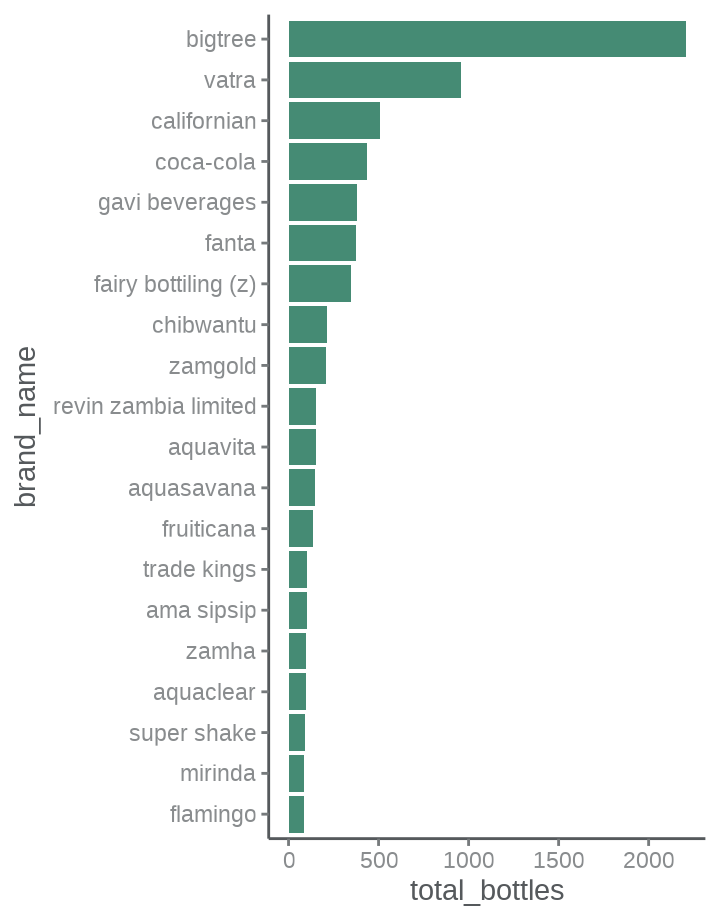 bigtree
vatra
californian
coca-cola
gavi beverages
fanta
fairy bottiling (z)
chibwantu
zamgold
revin zambia limited
aquavita
aquasavana
fruiticana
trade kings
ama sipsip
zamha
aquaclear
super shake
mirinda
flamingo
brand_name
0 500 1000 1500 2000
total_bottles